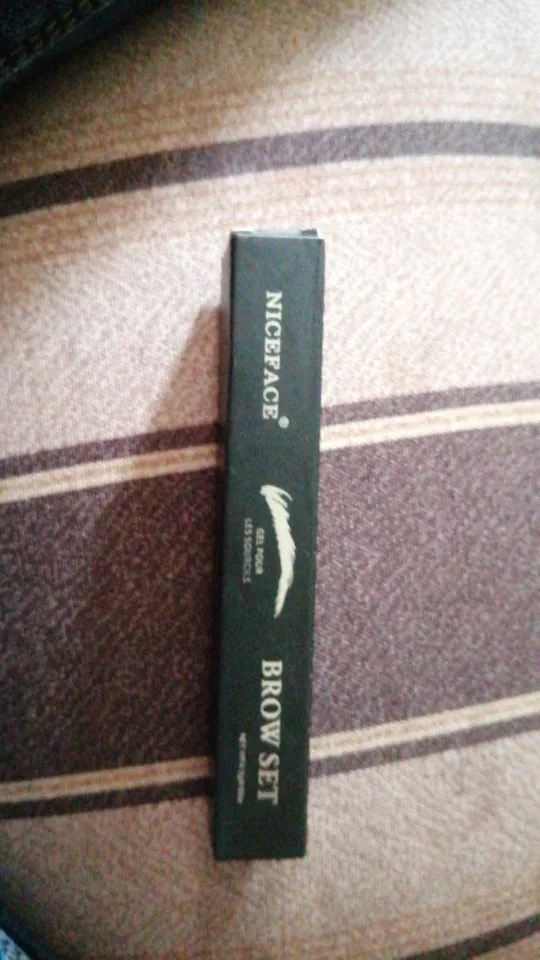 NICEFACE®
GEL POUR
LES SOURCILS
BROW SET